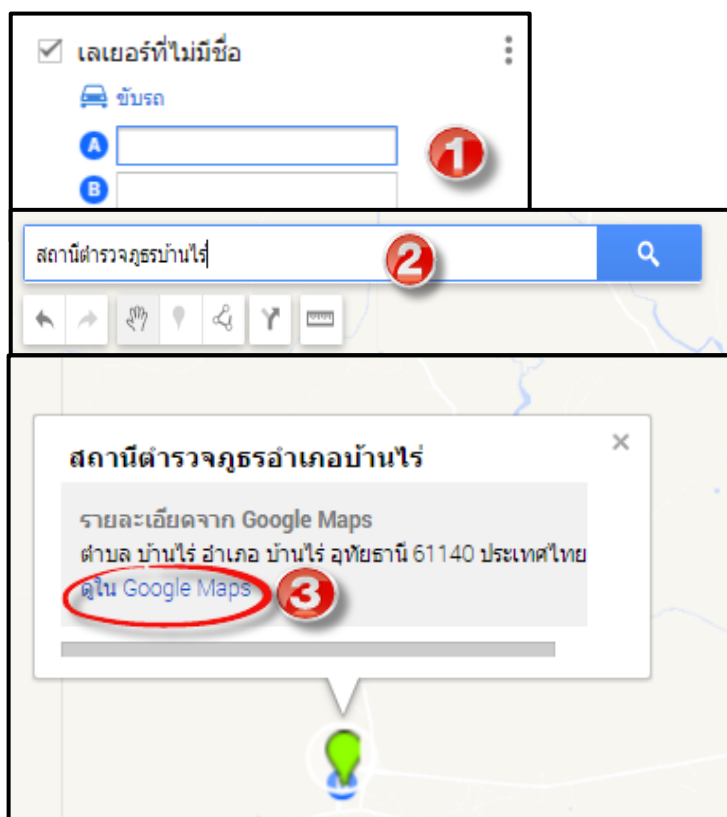 เลเยอร์ที่ไม่มีชื่อ
ขับรถ
A
1
B
สถานีตำรวจภูธรบ้านไร่
2
สถานีตำรวจภูธรอำเภอบ้านไร่
รายละเอียดจาก Google Maps
ตำบล บ้านไร่ อำเภอ บ้านไร่ อุทัยธานี 61140 ประเทศไทย
ดูใน Google Maps
3